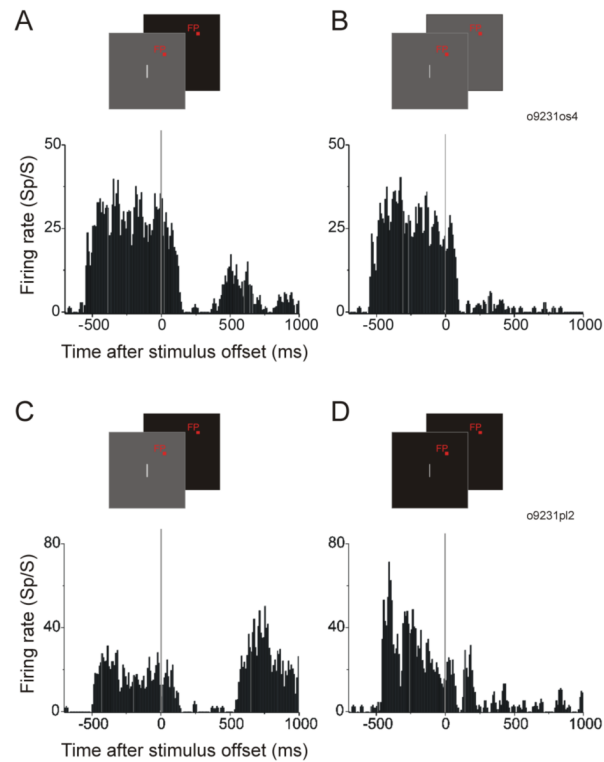 A
B
FP
FP
FP
FP
o9231os4
50
25
0
Firing rate (Sp/S)
-500
0
500
1000
-500
0
500
1000
Time after stimulus offset (ms)
C
D
FP
FP
FP
FP
o9231pl2
80
40
0
80
40
0
Firing rate (Sp/S)
-500
0
500
1000
-500
0
500
1000
Time after stimulus offset (ms)
50
25
0